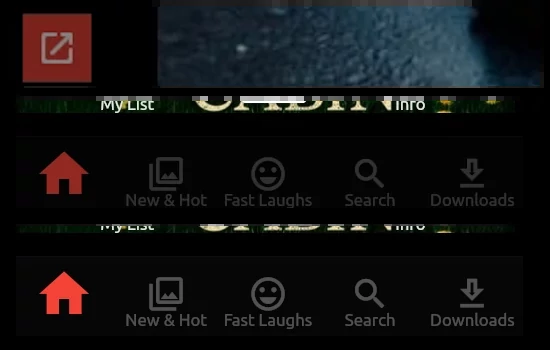 My List CABIN Info
New & Hot Fast Laughs Search Downloads
My List Info
New & Hot Fast Laughs Search Downloads